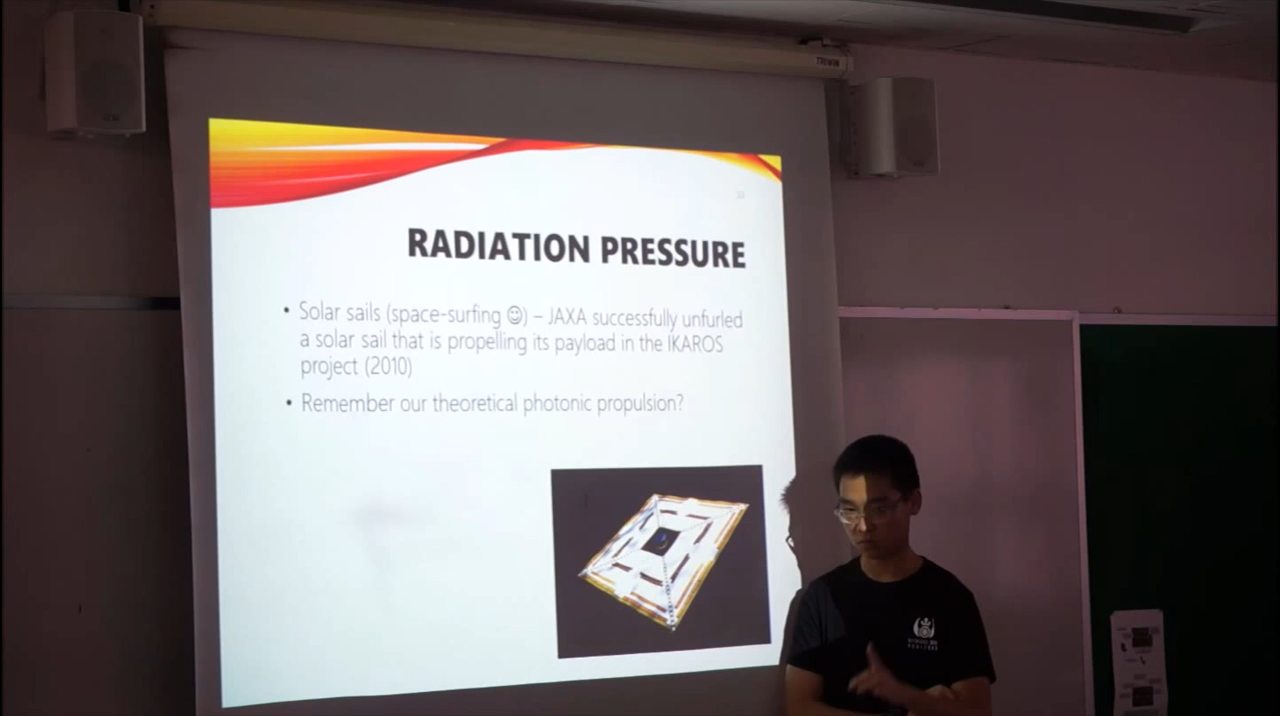 TRIWIN
RADIATION PRESSURE
• Solar sails (space-surfing ☺) – JAXA successfully unfurled
a solar sail that is propelling its payload in the IKAROS
project (2010)
• Remember our theoretical photonic propulsion?